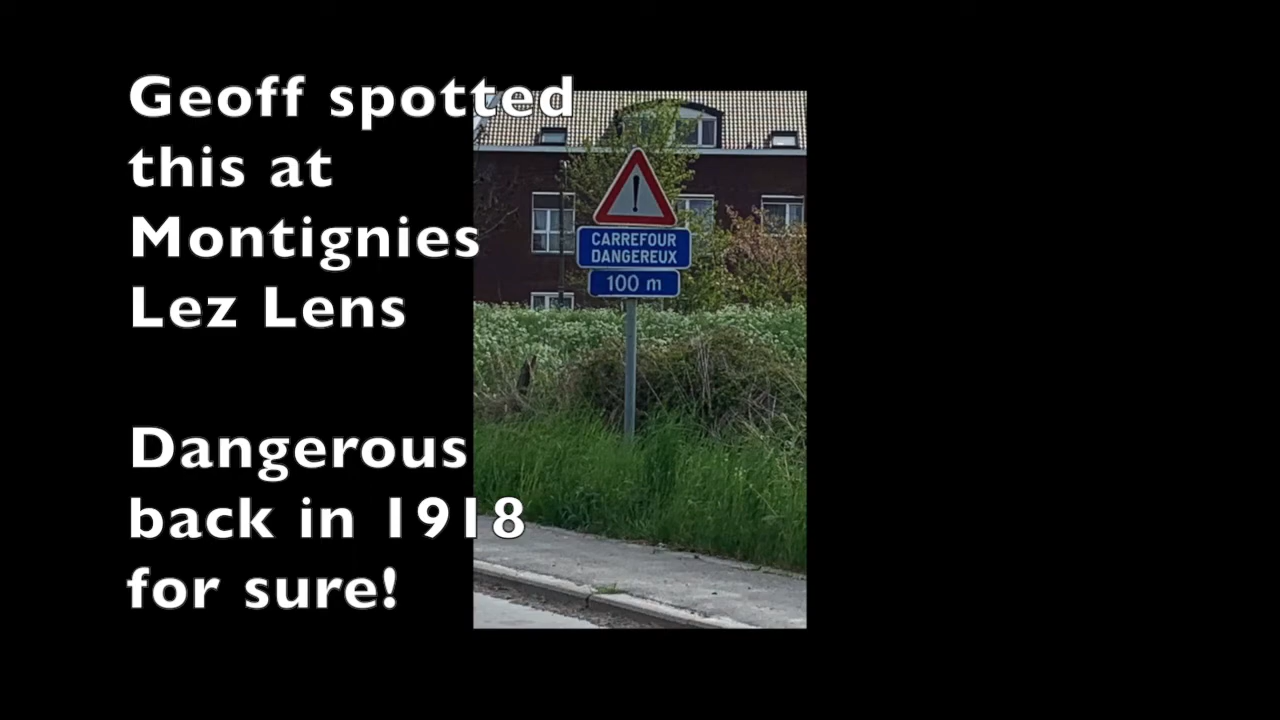 Geoff spotted
this at
Montignies
Lez Lens
Dangerous
back in 1918
for sure!
CARREFOUR
DANGEREUX
100 m